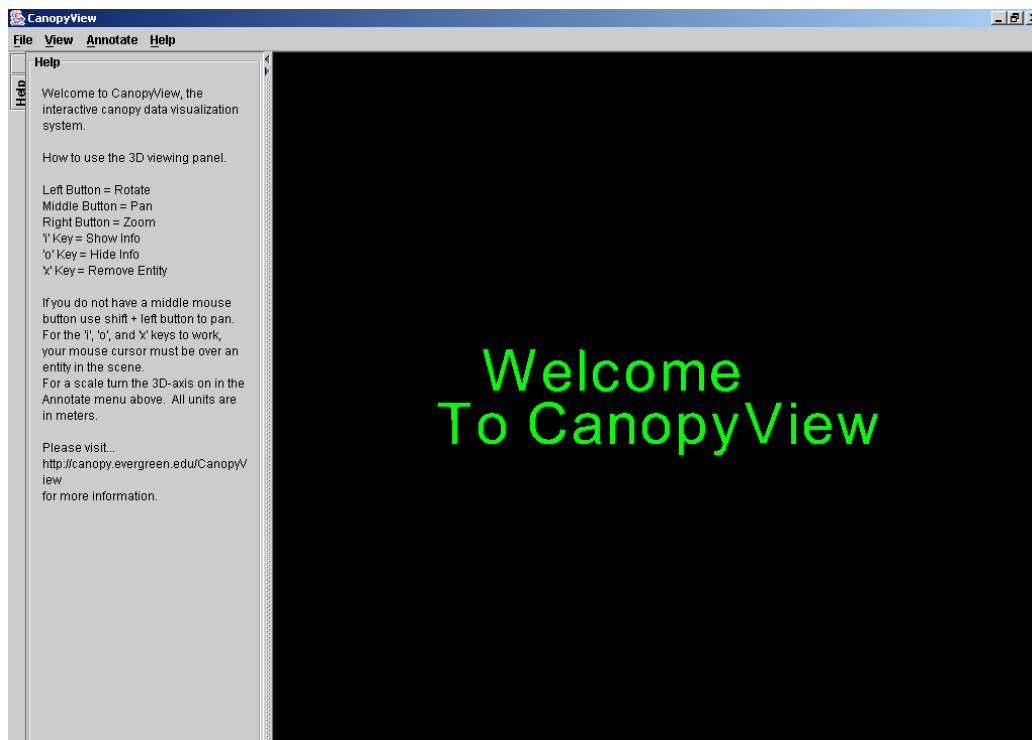 CanopyView
File View Annotate Help
Help
Help
Welcome to CanopyView, the
interactive canopy data visualization
system.
How to use the 3D viewing panel.
Left Button = Rotate
Middle Button = Pan
Right Button = Zoom
'i' Key = Show Info
'o' Key = Hide Info
'x' Key = Remove Entity
If you do not have a middle mouse
button use shift + left button to pan.
For the 'i', 'o', and 'x' keys to work,
your mouse cursor must be over an
entity in the scene.
For a scale turn the 3D-axis on in the
Annotate menu above.  All units are
in meters.
Please visit...
http://canopy.evergreen.edu/CanopyV
iew
for more information.
Welcome
To CanopyView